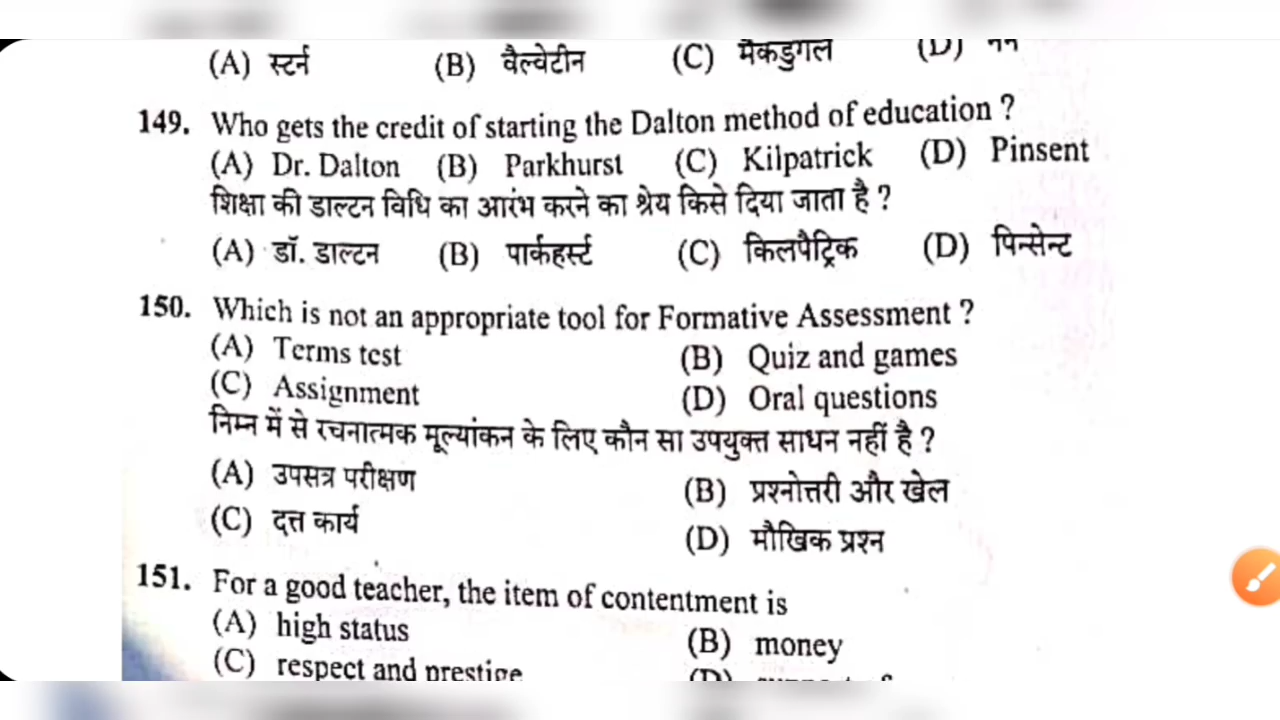 (A) स्टर्न (B) वैल्वेटीन (C) मैकडुगल (D) नन
149. Who gets the credit of starting the Dalton method of education ?
(A) Dr. Dalton (B) Parkhurst (C) Kilpatrick (D) Pinsent
शिक्षा की डाल्टन विधि का आरंभ करने का श्रेय किसे दिया जाता है ?
(A) डॉ. डाल्टन (B) पार्कहर्स्ट (C) किलपैट्रिक (D) पिन्सेन्ट
150. Which is not an appropriate tool for Formative Assessment ?
(A) Terms test (B) Quiz and games
(C) Assignment (D) Oral questions
निम्न में से रचनात्मक मूल्यांकन के लिए कौन सा उपयुक्त साधन नहीं है ?
(A) उपसत्र परीक्षण (B) प्रश्नोत्तरी और खेल
(C) दत्त कार्य (D) मौखिक प्रश्न
151. For a good teacher, the item of contentment is
(A) high status (B) money
(C) respect and prestige (D)